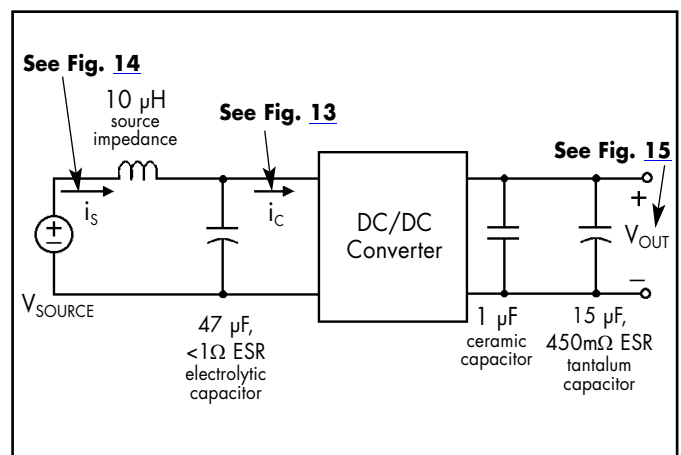 See Fig. 14
10 µH
source
impedance
See Fig. 13
See Fig. 15
iS
iC
DC/DC
Converter
+
VOUT
−
+
−
VSOURCE
47 µF,
<1Ω ESR
electrolytic
capacitor
1 µF
ceramic
capacitor
15 µF,
450mΩ ESR
tantalum
capacitor